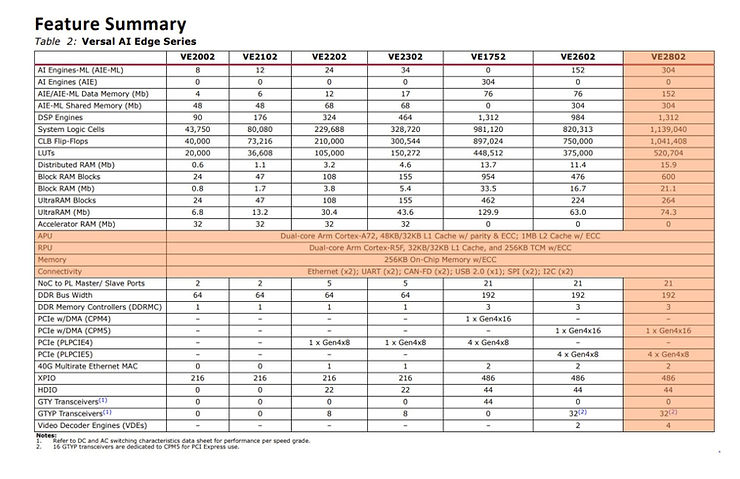 Feature Summary
Table 2: Versal AI Edge Series
VE2002 VE2102 VE2202 VE2302 VE1752 VE2602 VE2802
AI Engines-ML (AIE-ML) 8 12 24 34 0 152 304
AI Engines (AIE) 0 0 0 0 304 0 0
AIE/AIE-ML Data Memory (Mb) 4 6 12 17 76 76 152
AIE-ML Shared Memory (Mb) 48 48 68 68 0 304 304
DSP Engines 90 176 324 464 1,312 984 1,312
System Logic Cells 43,750 80,080 229,688 328,720 981,120 820,313 1,139,040
CLB Flip-Flops 40,000 73,216 210,000 300,544 897,024 750,000 1,041,408
LUTs 20,000 36,608 105,000 150,272 448,512 375,000 520,704
Distributed RAM (Mb) 0.6 1.1 3.2 4.6 13.7 11.4 15.9
Block RAM Blocks 24 47 108 155 954 476 600
Block RAM (Mb) 0.8 1.7 3.8 5.4 33.5 16.7 21.1
UltraRAM Blocks 24 47 108 155 462 224 264
UltraRAM (Mb) 6.8 13.2 30.4 43.6 129.9 63.0 74.3
Accelerator RAM (Mb) 32 32 32 32 0 0 0
APU Dual-core Arm Cortex-A72, 48KB/32KB L1 Cache w/ parity & ECC; 1MB L2 Cache w/ ECC
RPU Dual-core Arm Cortex-R5F, 32KB/32KB L1 Cache, and 256KB TCM w/ECC
Memory 256KB On-Chip Memory w/ECC
Connectivity Ethernet (x2); UART (x2); CAN-FD (x2); USB 2.0 (x1); SPI (x2); I2C (x2)
NoC to PL Master/ Slave Ports 2 2 5 5 21 21 21
DDR Bus Width 64 64 64 64 192 192 192
DDR Memory Controllers (DDRMC) 1 1 1 1 3 3 3
PCIe w/DMA (CPM4) – – – – 1 x Gen4x16 – –
PCIe w/DMA (CPM5) – – – – – 1 x Gen4x16 1 x Gen4x16
PCIe (PLPCIE4) – – 1 x Gen4x8 1 x Gen4x8 4 x Gen4x8 – –
PCIe (PLPCIE5) – – – – – 4 x Gen4x8 4 x Gen4x8
40G Multirate Ethernet MAC 0 0 1 1 2 2 2
XPIO 216 216 216 216 486 486 486
HDIO 0 0 22 22 44 44 44
GTY Transceivers(1) 0 0 0 0 44 0 0
GTYP Transceivers(1) 0 0 8 8 0 32(2) 32(2)
Video Decoder Engines (VDEs) – – – – – 2 4
Notes:
1. Refer to DC and AC switching characteristics data sheet for performance per speed grade.
2. 16 GTYP transceivers are dedicated to CPM5 for PCI Express use.